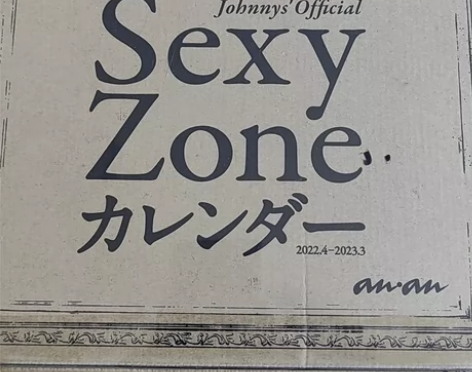 Johnnys' Official
Sexy
Zone
カレンダー
2022.4–2023.3
an·an